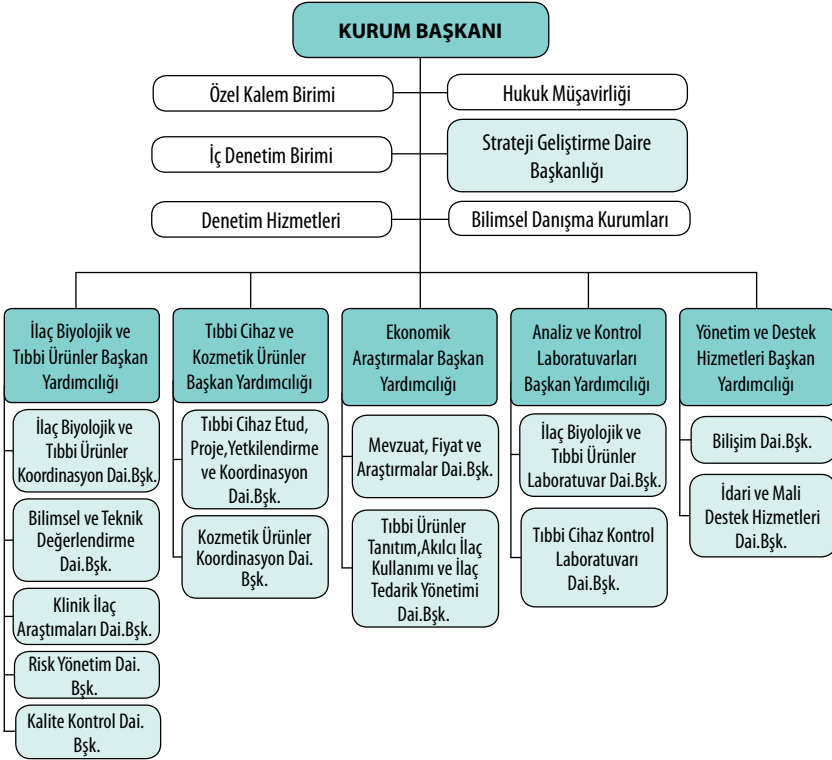 KURUM BAŞKANI
Özel Kalem Birimi
Hukuk Müşavirliği
İç Denetim Birimi
Strateji Geliştirme Daire
Başkanlığı
Denetim Hizmetleri
Bilimsel Danışma Kurumları
İlaç Biyolojik ve
Tıbbi Ürünler Başkan
Yardımcılığı
İlaç Biyolojik ve
Tıbbi Ürünler
Koordinasyon Dai.Bşk.
Bilimsel ve Teknik
Değerlendirme
Dai.Bşk.
Klinik İlaç
Araştımaları Dai.Bşk.
Risk Yönetim Dai.
Bşk.
Kalite Kontrol Dai.
Bşk.
Tıbbi Cihaz ve
Kozmetik Ürünler
Başkan Yardımcılığı
Tıbbi Cihaz Etud,
Proje,Yetkilendirme
ve Koordinasyon
Dai.Bşk.
Kozmetik Ürünler
Koordinasyon Dai.
Bşk.
Ekonomik
Araştırmalar Başkan
Yardımcılığı
Mevzuat, Fiyat ve
Araştırmalar Dai.Bşk.
Tıbbi Ürünler
Tanıtım,Akılcı İlaç
Kullanımı ve İlaç
Tedarik Yönetimi
Dai.Bşk.
Analiz ve Kontrol
Laboratuvarları
Başkan Yardımcılığı
İlaç Biyolojik ve
Tıbbi Ürünler
Laboratuvar Dai.Bşk.
Tıbbi Cihaz Kontrol
Laboratuvarı
Dai.Bşk.
Yönetim ve Destek
Hizmetleri Başkan
Yardımcılığı
Bilişim Dai.Bşk.
İdari ve Mali
Destek Hizmetleri
Dai.Bşk.